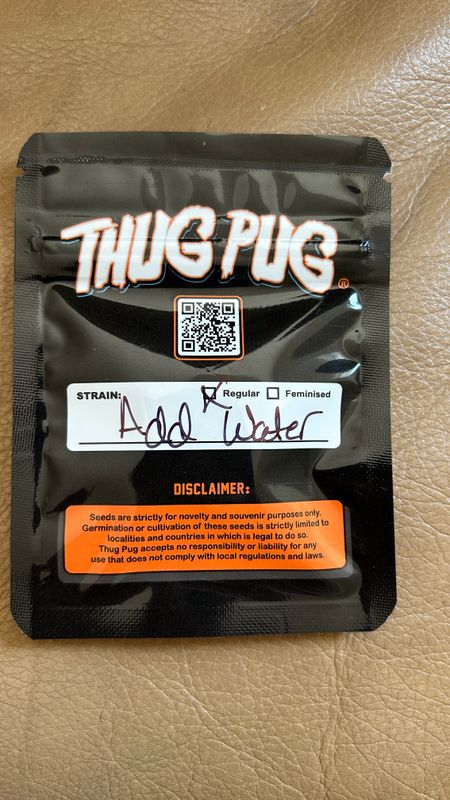 THUG PUG®
STRAIN: Regular Feminised
Add Water
DISCLAIMER:
Seeds are strictly for novelty and souvenir purposes only.
Germination or cultivation of these seeds is strictly limited to
localities and countries in which is legal to do so.
Thug Pug accepts no responsibility or liability for any
use that does not comply with local regulations and laws.